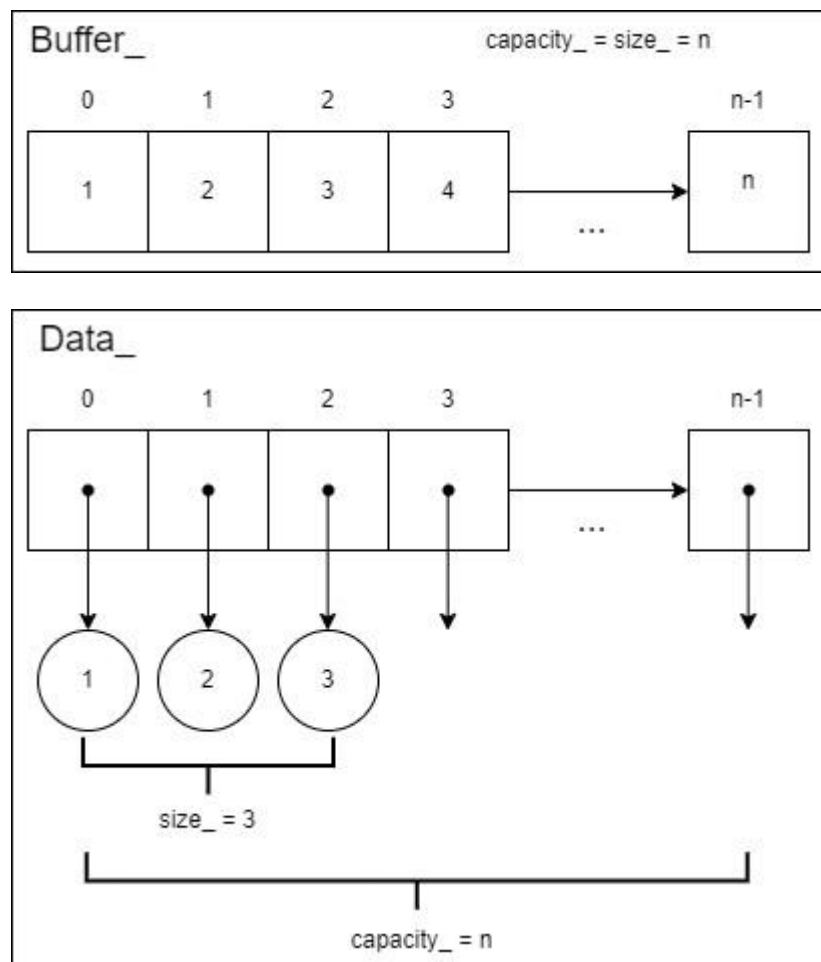 Buffer_ capacity_ = size_ = n
0 1 2 3 n-1
1 2 3 4 n
...
Data_
0 1 2 3 n-1
...
1 2 3
size_ = 3
capacity_ = n